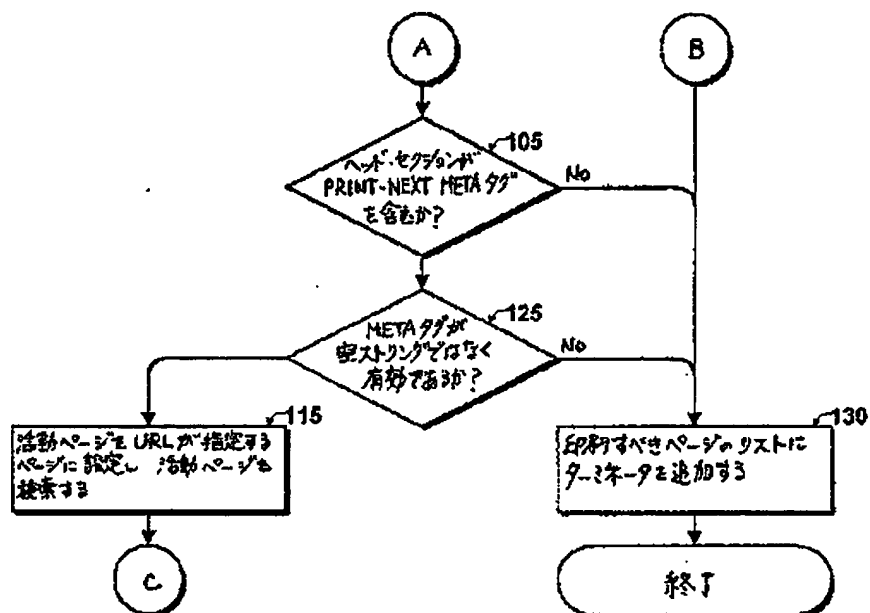 A
B
105
ヘッド・セクションが
PRINT-NEXT METAタグ
を含むか?
No
125
METAタグが
空ストリングではなく
有効であるか?
No
115
活動ページをURLが指定する
ページに設定し 活動ページを
検索する
130
印刷すべきページのリストに
ターミネータを追加する
C
終了